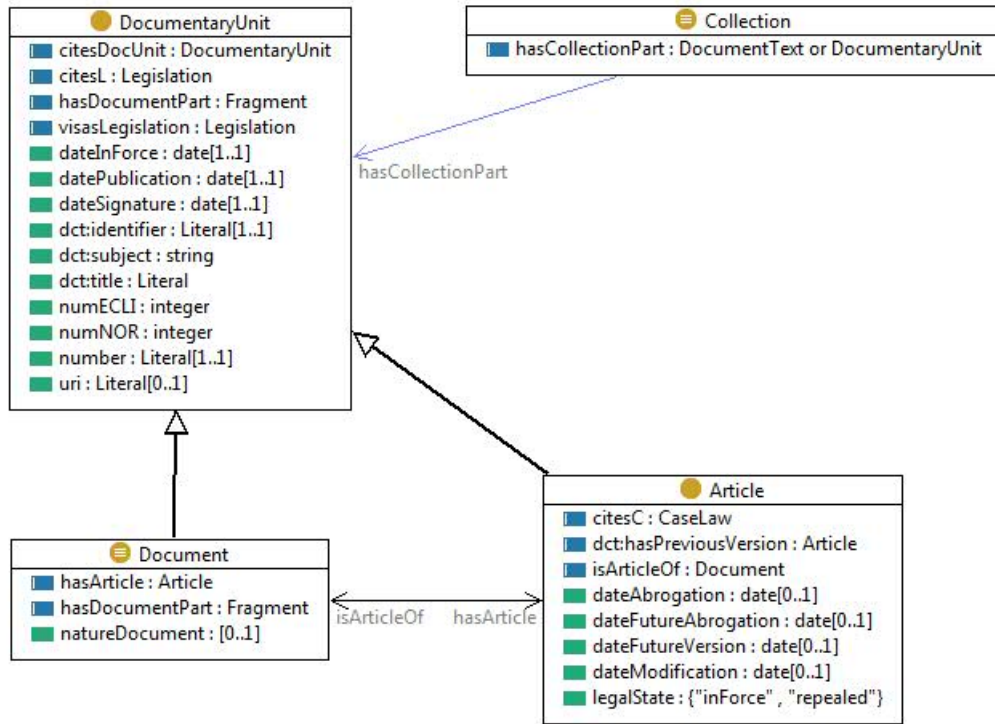 DocumentaryUnit
citesDocUnit : DocumentaryUnit
citesL : Legislation
hasDocumentPart : Fragment
visasLegislation : Legislation
dateInForce : date[1..1]
datePublication : date[1..1]
dateSignature : date[1..1]
dct:identifier : Literal[1..1]
dct:subject : string
dct:title : Literal
numECLI : integer
numNOR : integer
number : Literal[1..1]
uri : Literal[0..1]
Collection
hasCollectionPart : DocumentText or DocumentaryUnit
hasCollectionPart
Document
hasArticle : Article
hasDocumentPart : Fragment
natureDocument : [0..1]
isArticleOf
hasArticle
Article
citesC : CaseLaw
dct:hasPreviousVersion : Article
isArticleOf : Document
dateAbrogation : date[0..1]
dateFutureAbrogation : date[0..1]
dateFutureVersion : date[0..1]
dateModification : date[0..1]
legalState : {"inForce" , "repealed"}